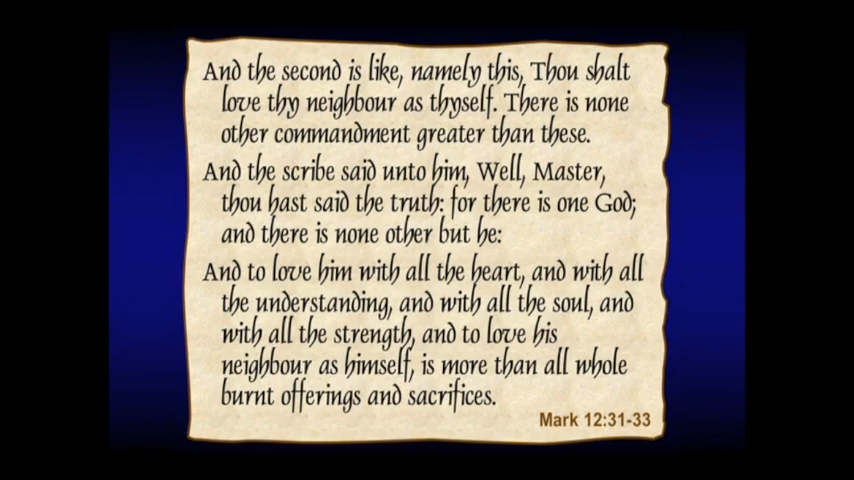 And the second is like, namely this, Thou shalt
love thy neighbour as thyself. There is none
other commandment greater than these.
And the scribe said unto him, Well, Master,
thou hast said the truth: for there is one God;
and there is none other but he:
And to love him with all the heart, and with all
the understanding, and with all the soul, and
with all the strength, and to love his
neighbour as himself, is more than all whole
burnt offerings and sacrifices.
Mark 12:31-33